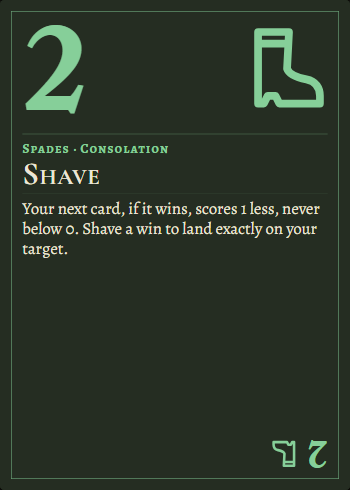 2
Spades · Consolation
Shave
Your next card, if it wins, scores 1 less, never
below 0. Shave a win to land exactly on your
target.
2